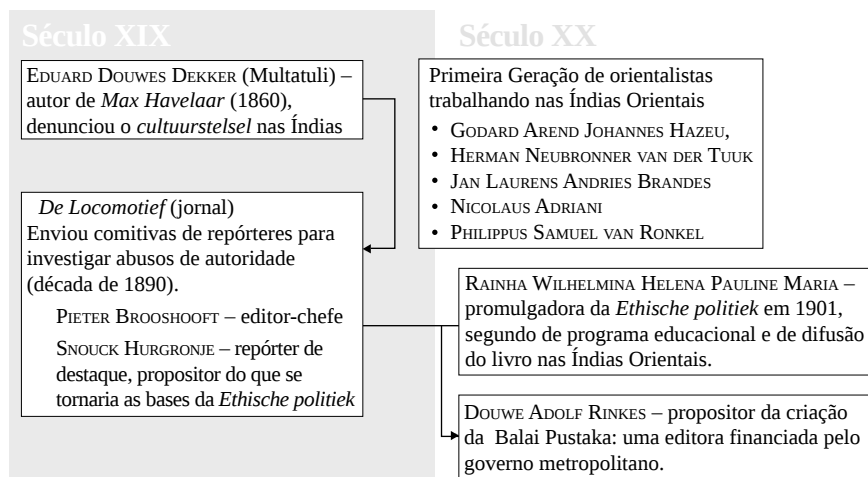 Século XIX
Século XX
EDUARD DOUWES DEKKER (Multatuli) –
autor de Max Havelaar (1860),
denunciou o cultuurstelsel nas Índias
Primeira Geração de orientalistas
trabalhando nas Índias Orientais
• GODARD AREND JOHANNES HAZEU,
• HERMAN NEUBRONNER VAN DER TUUK
• JAN LAURENS ANDRIES BRANDES
• NICOLAUS ADRIANI
• PHILIPPUS SAMUEL VAN RONKEL
De Locomotief (jornal)
Enviou comitivas de repórteres para
investigar abusos de autoridade
(década de 1890).
PIETER BROOSHOOFT – editor-chefe
SNOUCK HURGRONJE – repórter de
destaque, propositor do que se
tornaria as bases da Ethische politiek
RAINHA WILHELMINA HELENA PAULINE MARIA –
promulgadora da Ethische politiek em 1901,
segundo de programa educacional e de difusão
do livro nas Índias Orientais.
DOUWE ADOLF RINKES – propositor da criação
da Balai Pustaka: uma editora financiada pelo
governo metropolitano.